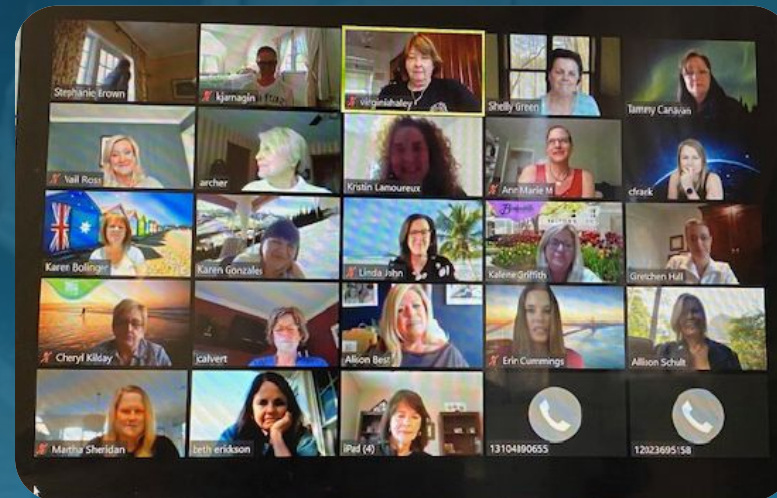 Stephanie Brown
kjarnagin
virginiahaley
Shelly Green
Tammy Canavan
Vail Ross
archer
Kristin Lamoureux
Ann Marie M
cfrark
Karen Bolinger
Karen Gonzales
Linda John
Kalene Griffith
Gretchen Hall
Cheryl Kilday
icalvert
Alison Best
Erin Cummings
Allison Schult
Martha Sheridan
beth erickson
iPad (4)
13104890655
12023695158